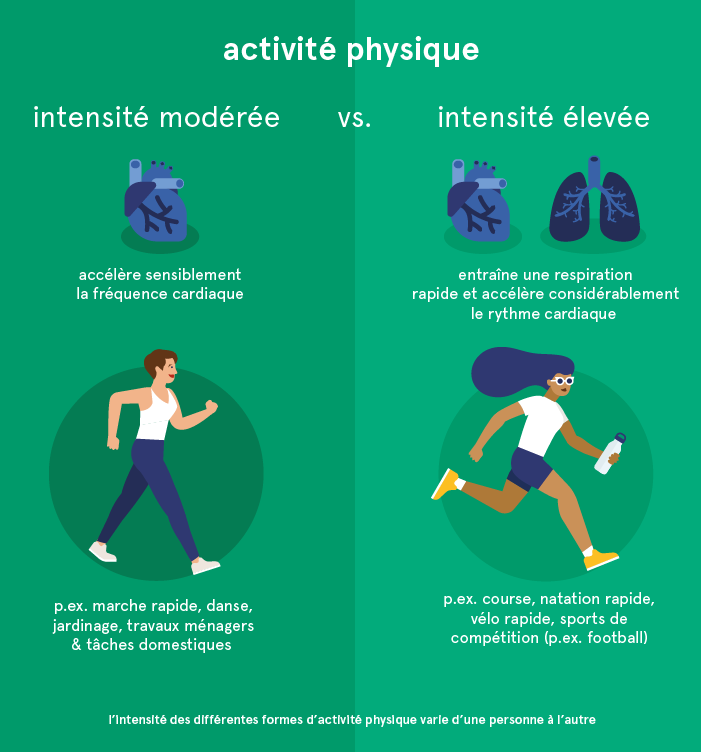 activité physique
intensité modérée
vs.
intensité élevée
accélère sensiblement
la fréquence cardiaque
entraîne une respiration
rapide et accélère considérablement
le rythme cardiaque
p.ex. marche rapide, danse,
jardinage, travaux ménagers
& tâches domestiques
p.ex. course, natation rapide,
vélo rapide, sports de
compétition (p.ex. football)
l'intensité des différentes formes d'activité physique varie d'une personne à l'autre